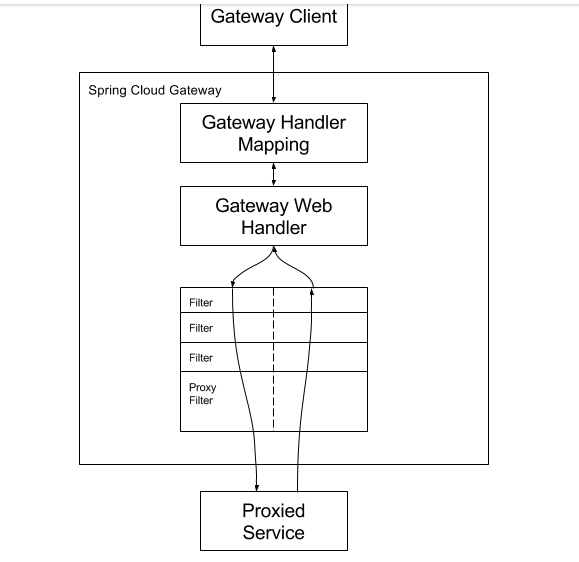 Gateway Client
Spring Cloud Gateway
Gateway Handler
Mapping
Gateway Web
Handler
Filter
Filter
Filter
Proxy
Filter
Proxied
Service